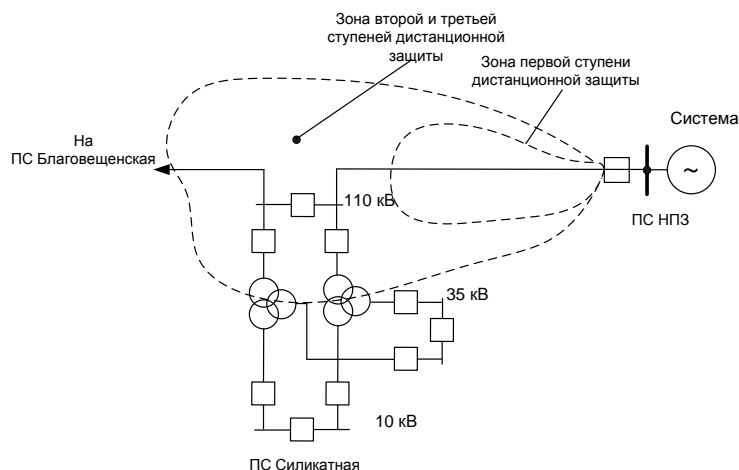 Зона второй и третьей
ступеней дистанционной
защиты
Зона первой ступени
дистанционной защиты
Система
На
ПС Благовещенская
110 кВ
~
ПС НПЗ
35 кВ
10 кВ
ПС Силикатная